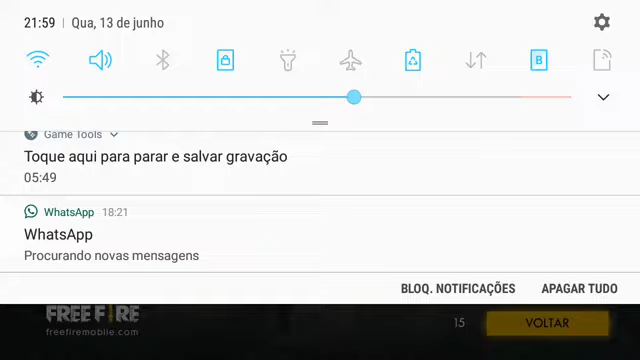 21:59 | Qua, 13 de junho
B
Game Tools
Toque aqui para parar e salvar gravação
05:49
WhatsApp 18:21
WhatsApp
Procurando novas mensagens
BLOQ. NOTIFICAÇÕES APAGAR TUDO
FREE FIRE
freefiremobile.com
15 VOLTAR